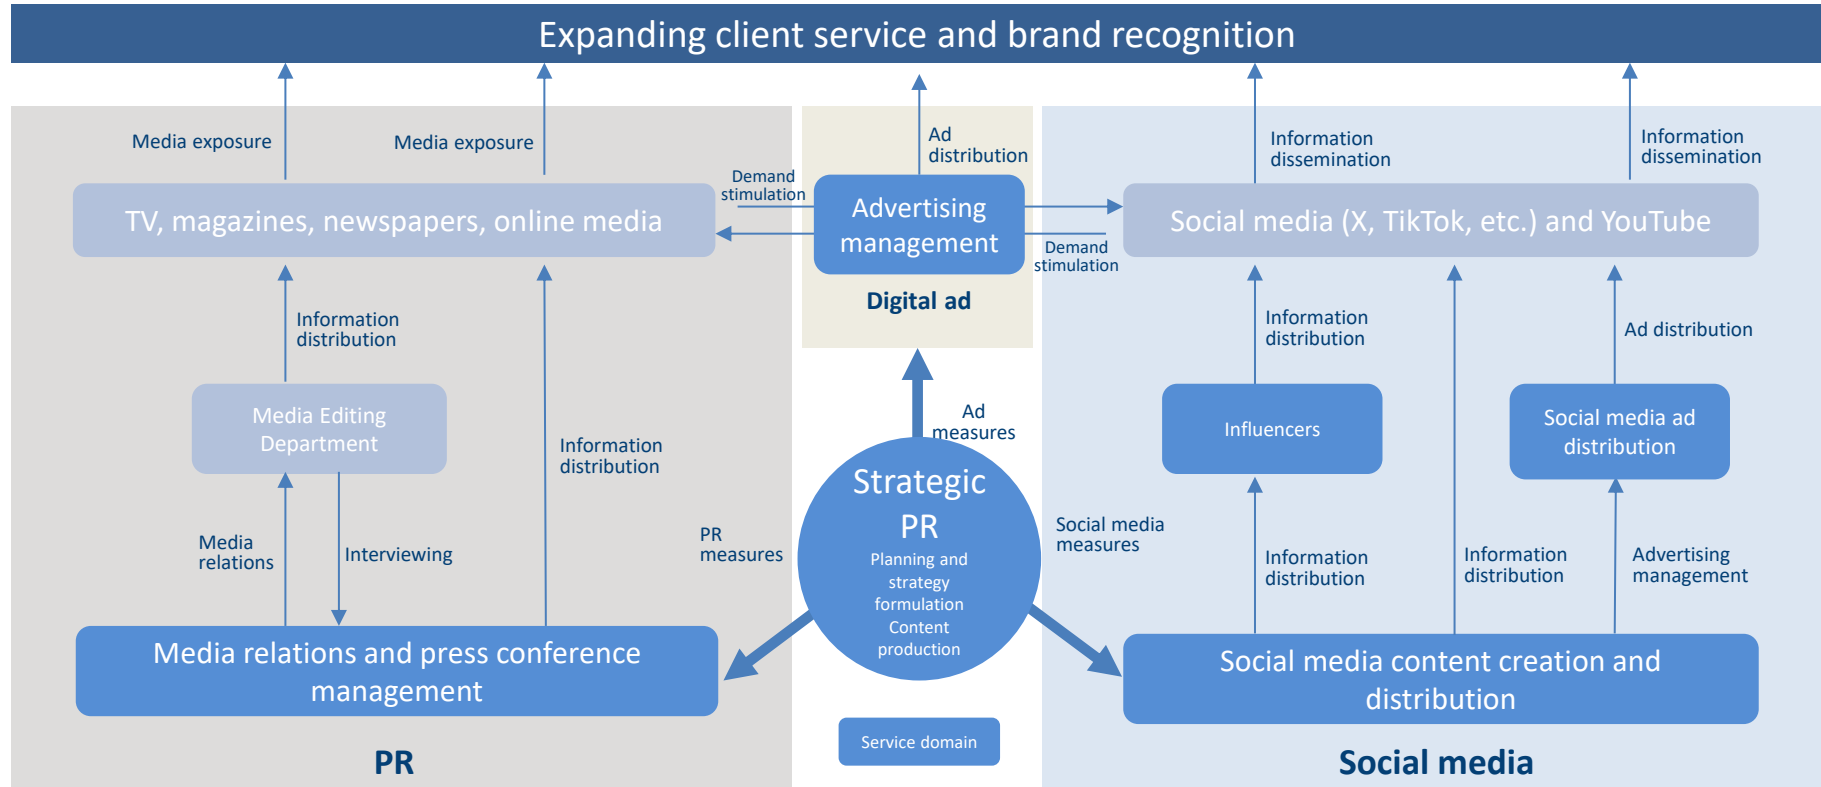 Expanding client service and brand recognition
Media exposure
Media exposure
Ad
distribution
Information
dissemination
Information
dissemination
TV, magazines, newspapers, online media
Demand
stimulation
Advertising
management
Demand
stimulation
Social media (X, TikTok, etc.) and YouTube
Digital ad
Information
distribution
Information
distribution
Ad distribution
Media Editing
Department
Information
distribution
Ad
measures
Influencers
Social media ad
distribution
Media
relations
Interviewing
PR
measures
Strategic
PR
Planning and
strategy
formulation
Content
production
Social media
measures
Information
distribution
Information
distribution
Advertising
management
Media relations and press conference
management
Social media content creation and
distribution
Service domain
PR
Social media